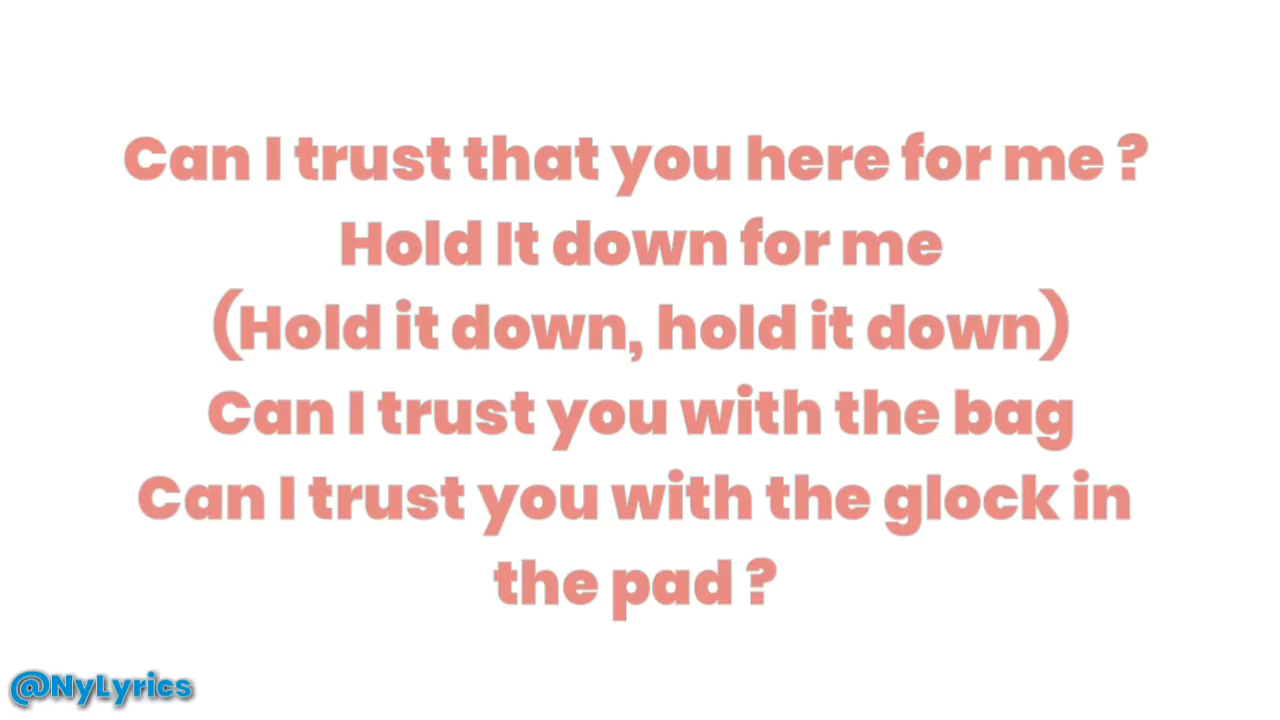 Can I trust that you here for me ?
Hold It down for me
(Hold it down, hold it down)
Can I trust you with the bag
Can I trust you with the glock in
the pad ?
@NyLyrics